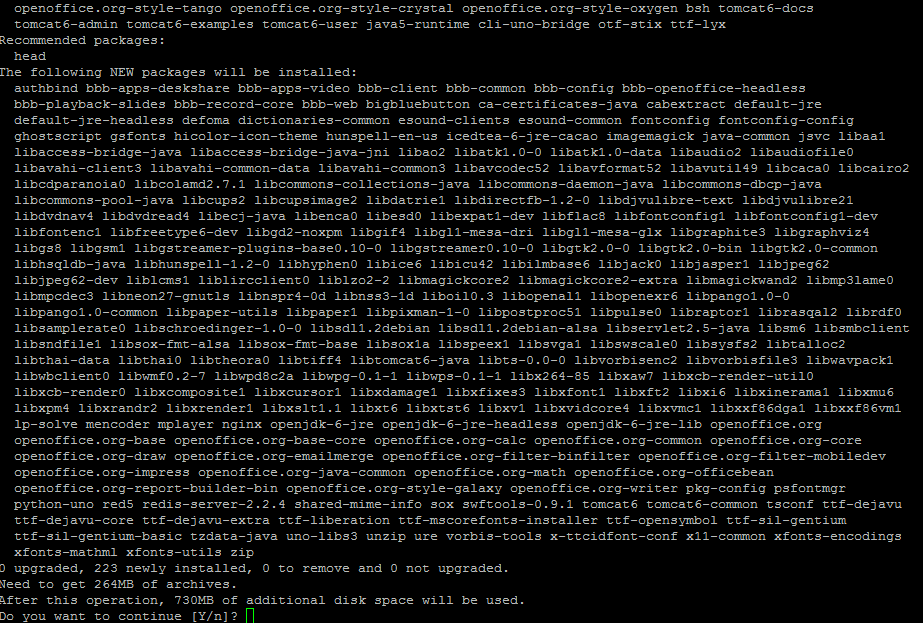 openoffice.org-style-tango openoffice.org-style-crystal openoffice.org-style-oxygen bsh tomcat6-docs
tomcat6-admin tomcat6-examples tomcat6-user java5-runtime cli-uno-bridge otf-stix ttf-lyx
Recommended packages:
head
The following NEW packages will be installed:
authbind bbb-apps-deskshare bbb-apps-video bbb-client bbb-common bbb-config bbb-openoffice-headless
bbb-playback-slides bbb-record-core bbb-web bigbluebutton ca-certificates-java cabextract default-jre
default-jre-headless defoma dictionaries-common esound-clients esound-common fontconfig fontconfig-config
ghostscript gsfonts hicolor-icon-theme hunspell-en-us icedtea-6-jre-cacao imagemagick java-common jsvc libaa1
libaccess-bridge-java libaccess-bridge-java-jni libao2 libatk1.0-0 libatk1.0-data libaudio2 libaudiofile0
libavahi-client3 libavahi-common-data libavahi-common3 libavcodec52 libavformat52 libavutil49 libcaca0 libcairo2
libcdparanoia0 libcolamd2.7.1 libcommons-collections-java libcommons-daemon-java libcommons-dbcp-java
libcommons-pool-java libcups2 libcupsimage2 libdatrie1 libdirectfb-1.2-0 libdjvulibre-text libdjvulibre21
libdvdnav4 libdvdread4 libecj-java libenca0 libesd0 libexpat1-dev libflac8 libfontconfig1 libfontconfig1-dev
libfontenc1 libfreetype6-dev libgd2-noxpm libgif4 libgl1-mesa-dri libgl1-mesa-glx libgraphite3 libgraphviz4
libgs8 libgsm1 libgstreamer-plugins-base0.10-0 libgstreamer0.10-0 libgtk2.0-0 libgtk2.0-bin libgtk2.0-common
libhsqldb-java libhunspell-1.2-0 libhyphen0 libice6 libicu42 libilmbase6 libjack0 libjasper1 libjpeg62
libjpeg62-dev liblcms1 liblircclient0 liblzo2-2 libmagickcore2 libmagickcore2-extra libmagickwand2 libmp3lame0
libmpcdec3 libneon27-gnutls libnspr4-0d libnss3-1d liboil0.3 libopenal1 libopenexr6 libpango1.0-0
libpango1.0-common libpaper-utils libpaper1 libpixman-1-0 libpostproc51 libpulse0 libraptor1 librasqal2 librdf0
libsamplerate0 libschroedinger-1.0-0 libsdl1.2debian libsdl1.2debian-alsa libservlet2.5-java libsm6 libsmbclient
libsndfile1 libsox-fmt-alsa libsox-fmt-base libsox1a libspeex1 libsvga1 libswscale0 libsysfs2 libtalloc2
libthai-data libthai0 libtheora0 libtiff4 libtomcat6-java libts-0.0-0 libvorbisenc2 libvorbisfile3 libwavpack1
libwbclient0 libwmf0.2-7 libwpd8c2a libwpg-0.1-1 libwps-0.1-1 libx264-85 libxaw7 libxcb-render-util0
libxcb-render0 libxcomposite1 libxcursor1 libxdamage1 libxfixes3 libxfont1 libxft2 libxi6 libxinerama1 libxmu6
libxpm4 libxrandr2 libxrender1 libxslt1.1 libxt6 libxtst6 libxv1 libxvidcore4 libxvmc1 libxxf86dga1 libxxf86vm1
lp-solve mencoder mplayer nginx openjdk-6-jre openjdk-6-jre-headless openjdk-6-jre-lib openoffice.org
openoffice.org-base openoffice.org-base-core openoffice.org-calc openoffice.org-common openoffice.org-core
openoffice.org-draw openoffice.org-emailmerge openoffice.org-filter-binfilter openoffice.org-filter-mobiledev
openoffice.org-impress openoffice.org-java-common openoffice.org-math openoffice.org-officebean
openoffice.org-report-builder-bin openoffice.org-style-galaxy openoffice.org-writer pkg-config psfontmgr
python-uno red5 redis-server-2.2.4 shared-mime-info sox swftools-0.9.1 tomcat6 tomcat6-common tsconf ttf-dejavu
ttf-dejavu-core ttf-dejavu-extra ttf-liberation ttf-mscorefonts-installer ttf-opensymbol ttf-sil-gentium
ttf-sil-gentium-basic tzdata-java uno-libs3 unzip ure vorbis-tools x-ttcidfont-conf x11-common xfonts-encodings
xfonts-mathml xfonts-utils zip
0 upgraded, 223 newly installed, 0 to remove and 0 not upgraded.
Need to get 264MB of archives.
After this operation, 730MB of additional disk space will be used.
Do you want to continue [Y/n]?